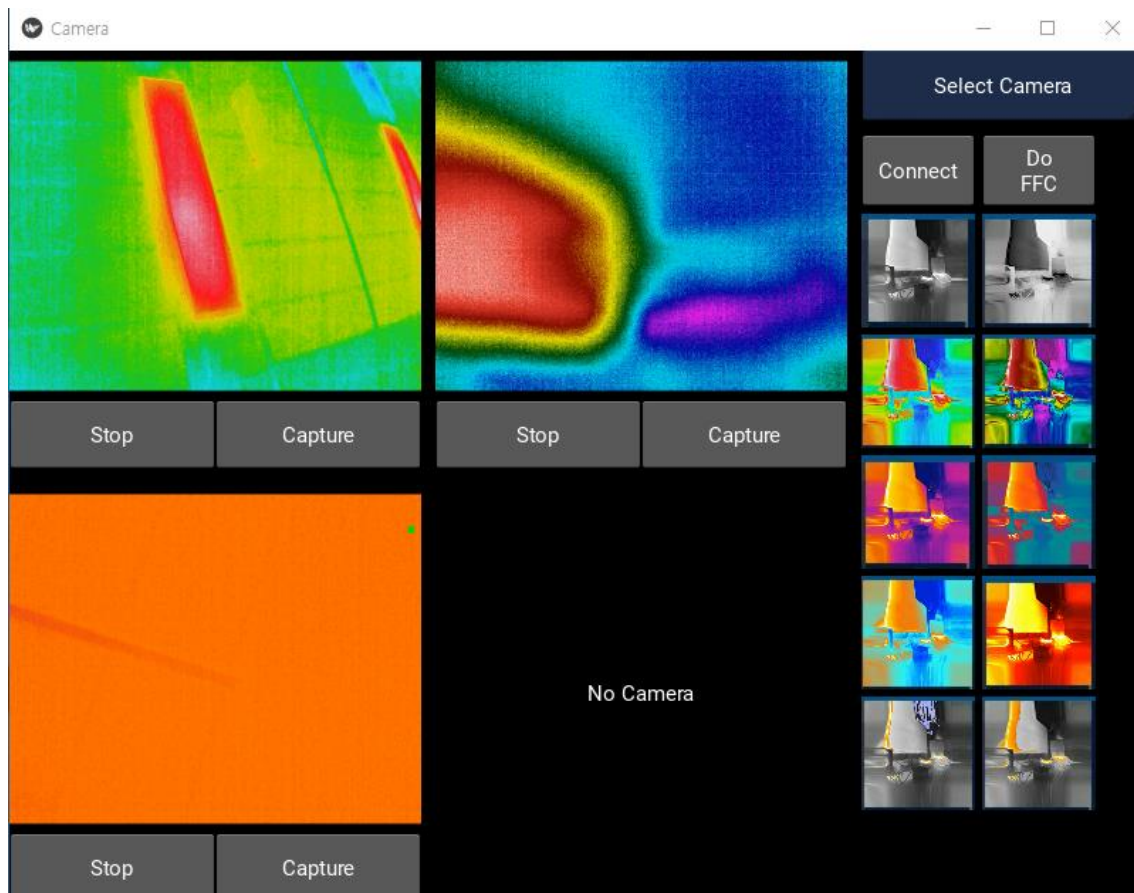 Camera
Select Camera
Connect
Do
FFC
Stop
Capture
Stop
Capture
No Camera
Stop
Capture